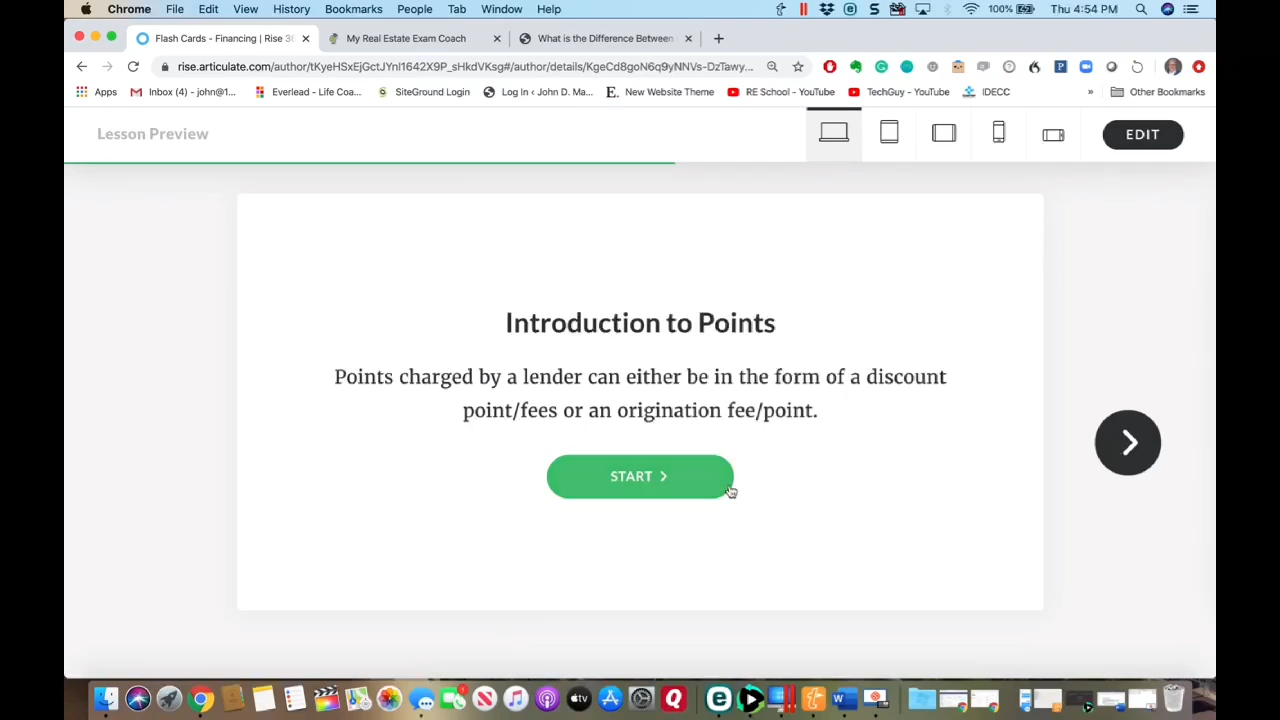 Chrome File Edit View History Bookmarks People Tab Window Help 100% Thu 4:54 PM
Flash Cards - Financing | Rise 3 My Real Estate Exam Coach What is the Difference Between
rise.articulate.com/author/tKyeHSxEjGctJYnl1642X9P_sHkdVKsg#/author/details/KgeCd8goN6q9yNNVs-DzTawy...
Apps Inbox (4) - john@1... Everlead - Life Coa... SiteGround Login Log In ‹ John D. Ma... E. New Website Theme RE School - YouTube TechGuy - YouTube IDECC » Other Bookmarks
Lesson Preview EDIT
Introduction to Points
Points charged by a lender can either be in the form of a discount
point/fees or an origination fee/point.
START